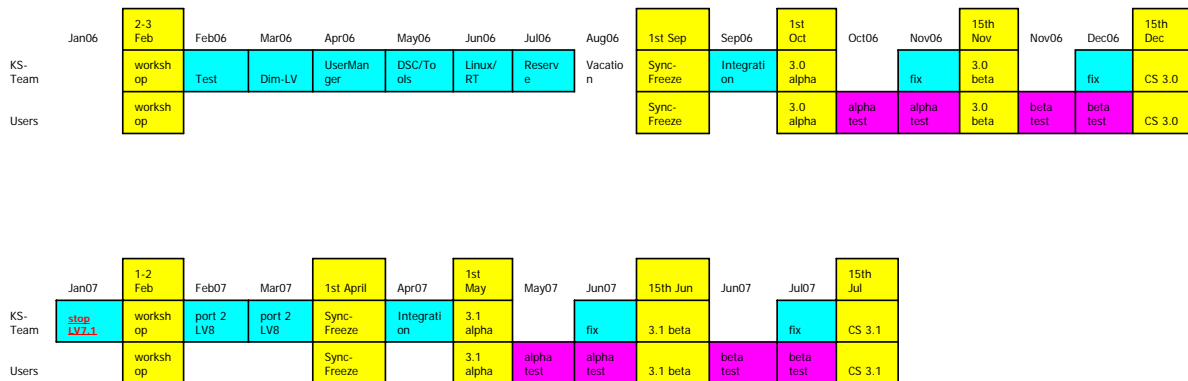 Jan06 2-3 Feb Feb06 Mar06 Apr06 May06 Jun06 Jul06 Aug06 1st Sep Sep06 1st Oct Oct06 Nov06 15th Nov Nov06 Dec06 15th Dec
KS-Team worksh op Test Dim-LV UserMan ger DSC/To ols Linux/ RT Reserv e Vacatio n Sync-Freeze Integrati on 3.0 alpha fix 3.0 beta fix CS 3.0
Users worksh op Sync-Freeze 3.0 alpha alpha test alpha test 3.0 beta beta test beta test CS 3.0
Jan07 1-2 Feb Feb07 Mar07 1st April Apr07 1st May May07 Jun07 15th Jun Jun07 Jul07 15th Jul
KS-Team stop LV7.1 worksh op port 2 LV8 port 2 LV8 Sync-Freeze Integrati on 3.1 alpha fix 3.1 beta fix CS 3.1
Users worksh op Sync-Freeze 3.1 alpha alpha test alpha test 3.1 beta beta test beta test CS 3.1